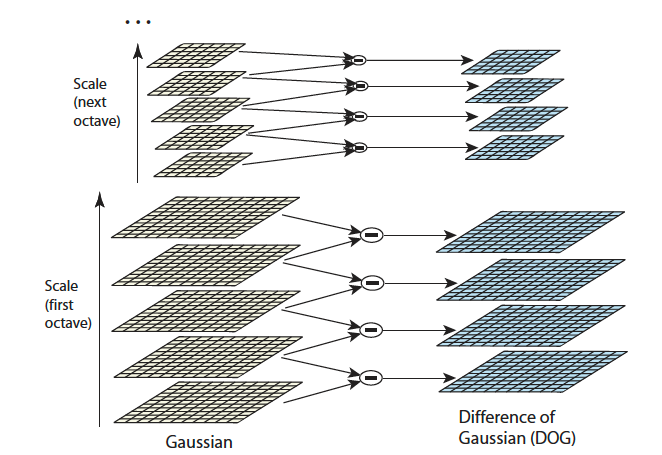 ...
Scale
(next
octave)
Scale
(first
octave)
Gaussian
Difference of
Gaussian (DOG)